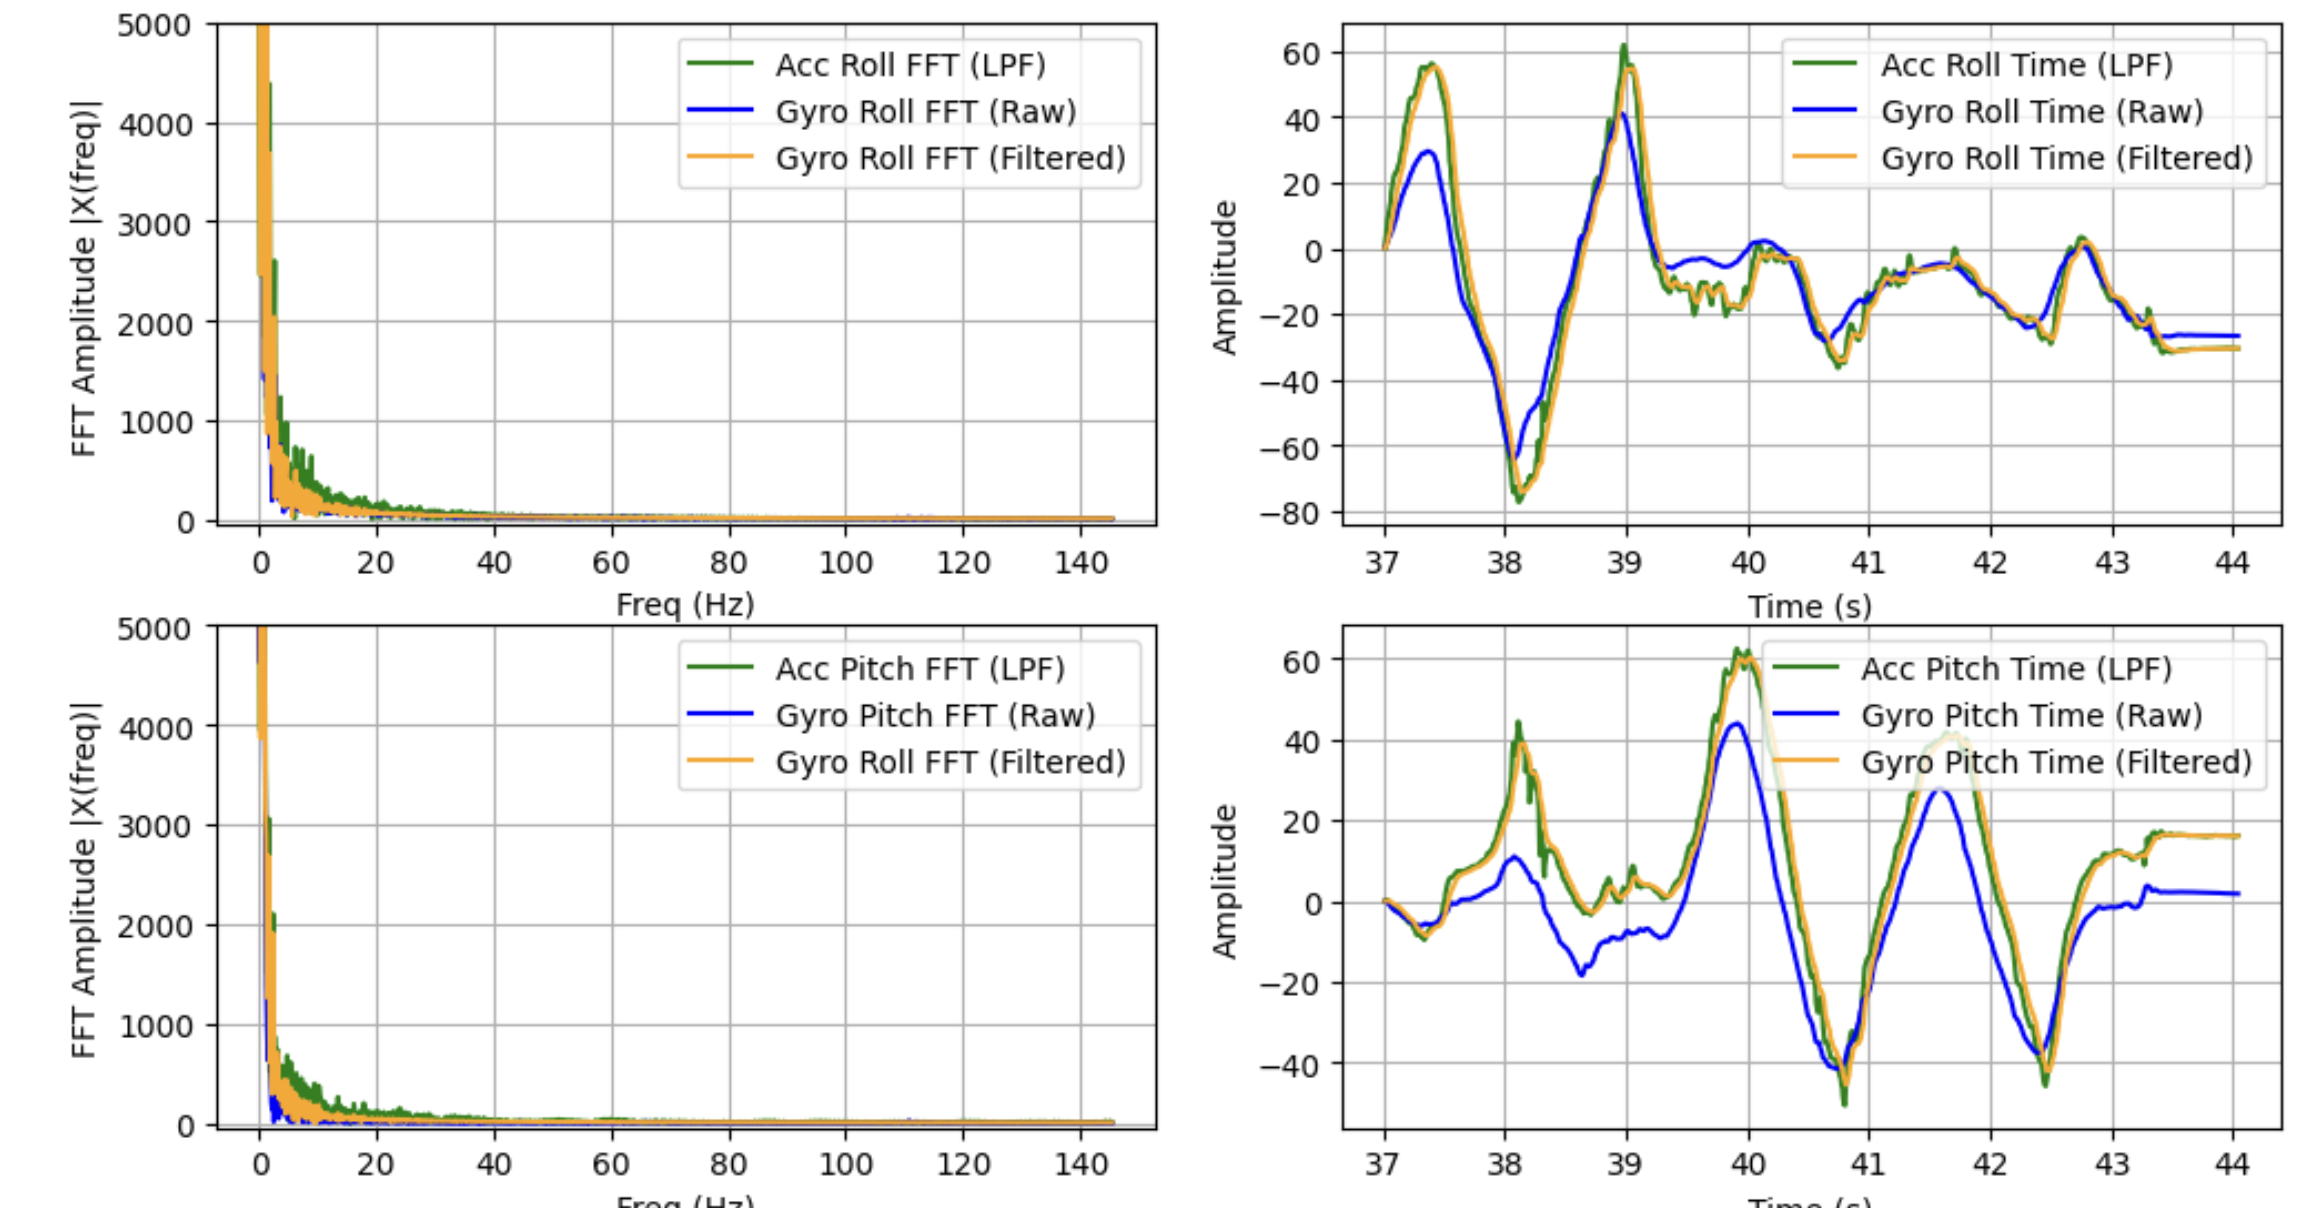 5000
4000
3000
2000
1000
0
FFT Amplitude |X(freq)|
Acc Roll FFT (LPF)
Gyro Roll FFT (Raw)
Gyro Roll FFT (Filtered)
0 20 40 60 80 100 120 140
Freq (Hz)
60
40
20
0
−20
−40
−60
−80
Amplitude
Acc Roll Time (LPF)
Gyro Roll Time (Raw)
Gyro Roll Time (Filtered)
37 38 39 40 41 42 43 44
Time (s)
5000
4000
3000
2000
1000
0
FFT Amplitude |X(freq)|
Acc Pitch FFT (LPF)
Gyro Pitch FFT (Raw)
Gyro Roll FFT (Filtered)
0 20 40 60 80 100 120 140
Freq (Hz)
60
40
20
0
−20
−40
Amplitude
Acc Pitch Time (LPF)
Gyro Pitch Time (Raw)
Gyro Pitch Time (Filtered)
37 38 39 40 41 42 43 44
Time (s)